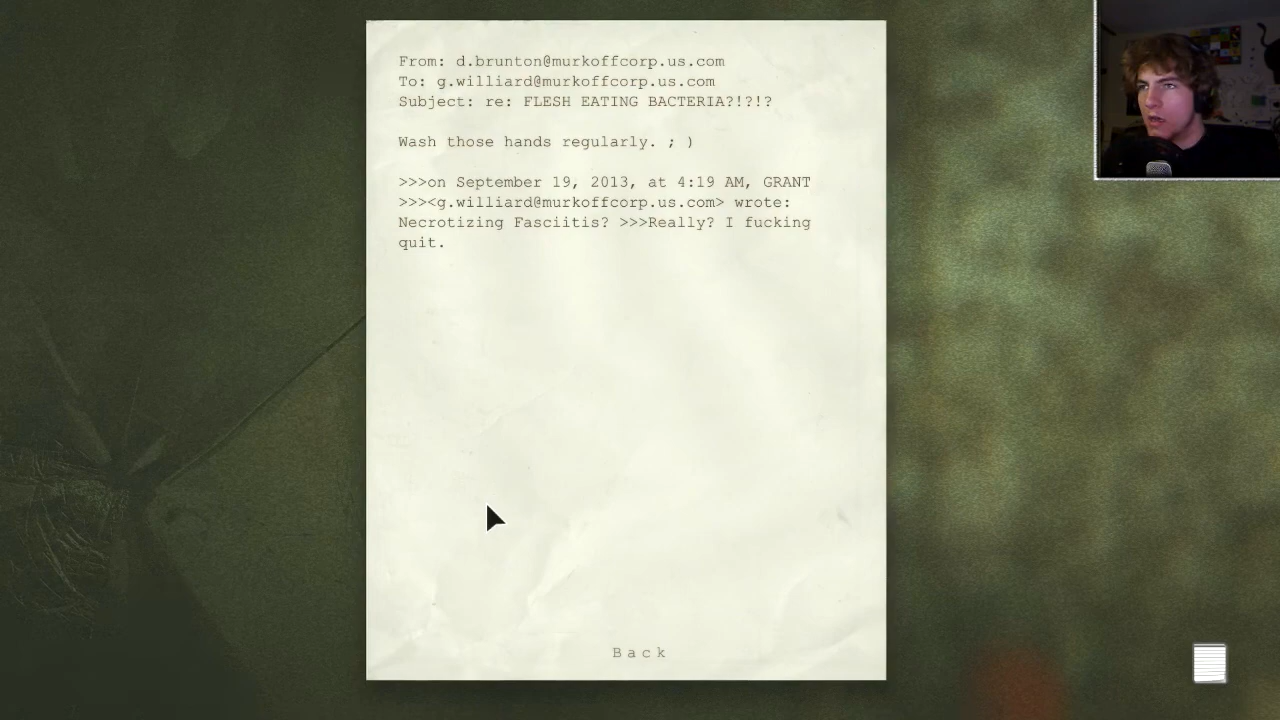 From: d.brunton@murkoffcorp.us.com
To: g.williard@murkoffcorp.us.com
Subject: re: FLESH EATING BACTERIA?!?!?
Wash those hands regularly. ; )
>>>on September 19, 2013, at 4:19 AM, GRANT
>>><g.williard@murkoffcorp.us.com> wrote:
Necrotizing Fasciitis? >>>Really? I fucking
quit.
Back